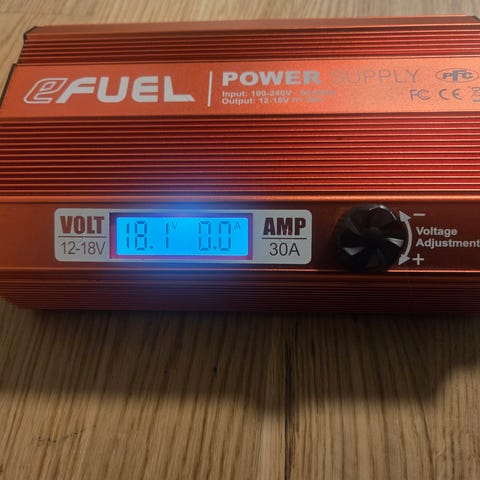 eFUEL
POWER SUPPLY
PFC
Input: 100-240V~
Output: 12-18V
FC CE
VOLT
12-18V
18.1 V 0.0 A
AMP
30A
−
Voltage
Adjustment
+